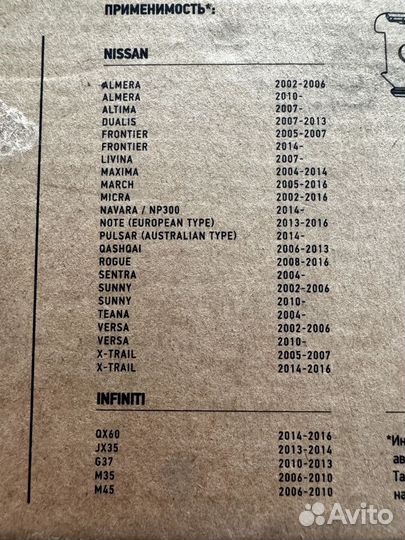 ПРИМЕНИМОСТЬ*:
NISSAN
ALMERA 2002-2006
ALMERA 2010-
ALTIMA 2007-
DUALIS 2007-2013
FRONTIER 2005-2007
FRONTIER 2014-
LIVINA 2007-
MAXIMA 2004-2014
MARCH 2005-2016
MICRA 2002-2016
NAVARA / NP300 2014-
NOTE (EUROPEAN TYPE) 2013-2016
PULSAR (AUSTRALIAN TYPE) 2014-
QASHQAI 2006-2013
ROGUE 2008-2016
SENTRA 2004-
SUNNY 2002-2006
SUNNY 2010-
TEANA 2004-
VERSA 2002-2006
VERSA 2010-
X-TRAIL 2005-2007
X-TRAIL 2014-2016
INFINITI
QX60 2014-2016
JX35 2013-2014
G37 2010-2013
M35 2006-2010
M45 2006-2010
*Ин
ав
Та
на
Avito